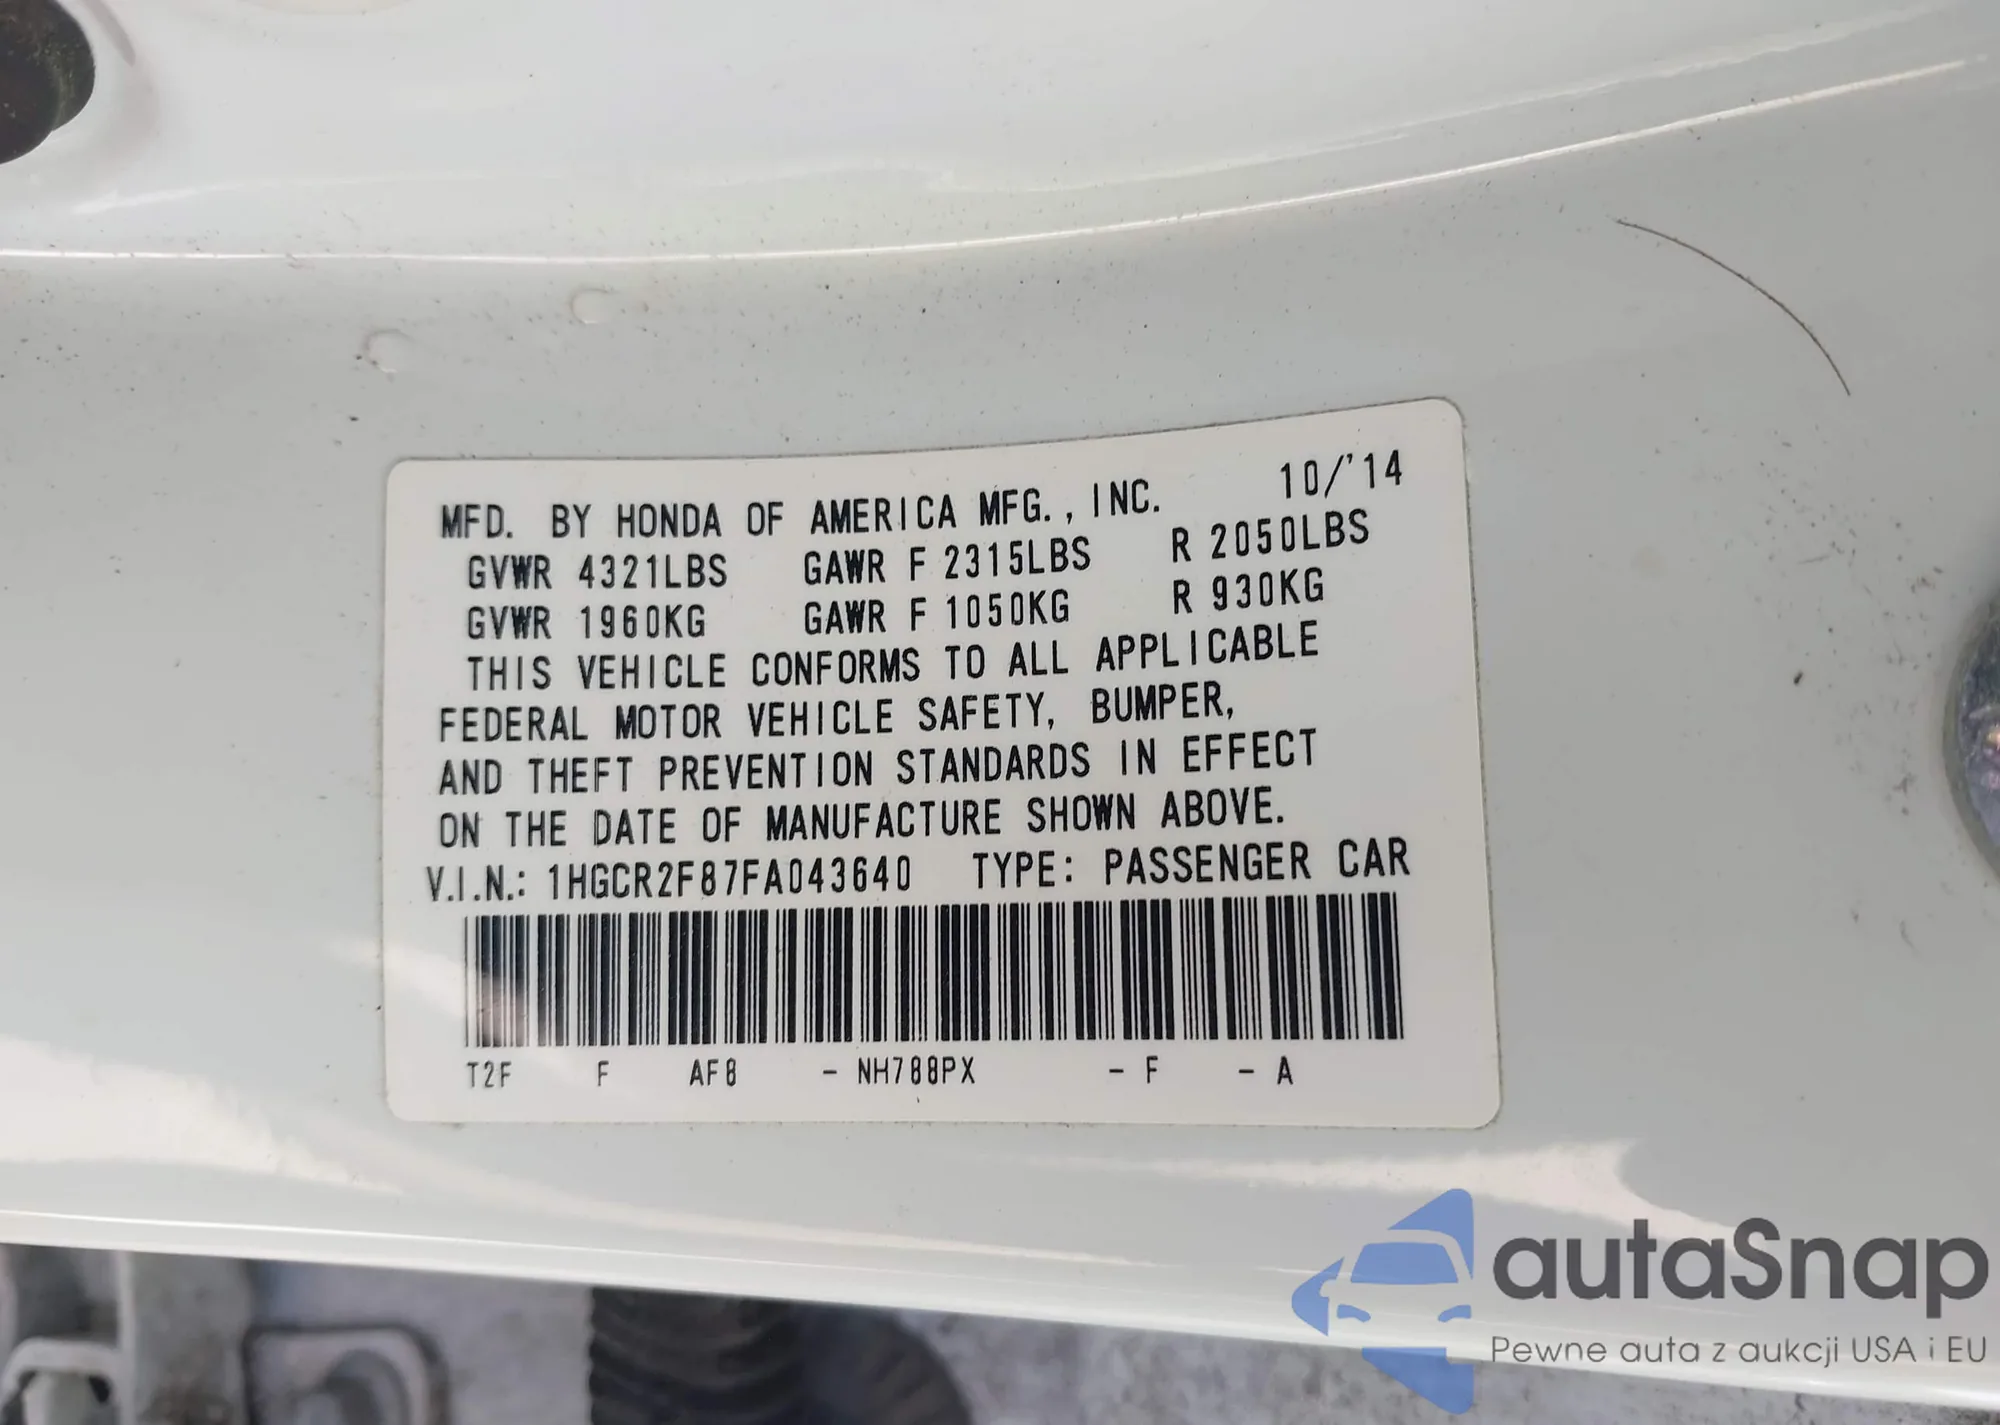 MFD. BY HONDA OF AMERICA MFG., INC. 10/'14
GVWR 4321LBS GAWR F 2315LBS R 2050LBS
GVWR 1960KG GAWR F 1050KG R 930KG
THIS VEHICLE CONFORMS TO ALL APPLICABLE
FEDERAL MOTOR VEHICLE SAFETY, BUMPER,
AND THEFT PREVENTION STANDARDS IN EFFECT
ON THE DATE OF MANUFACTURE SHOWN ABOVE.
V.I.N.: 1HGCR2F87FA043640 TYPE: PASSENGER CAR
T2F F AF8 - NH788PX - F - A
autaSnap
Pewne auta z aukcji USA i EU